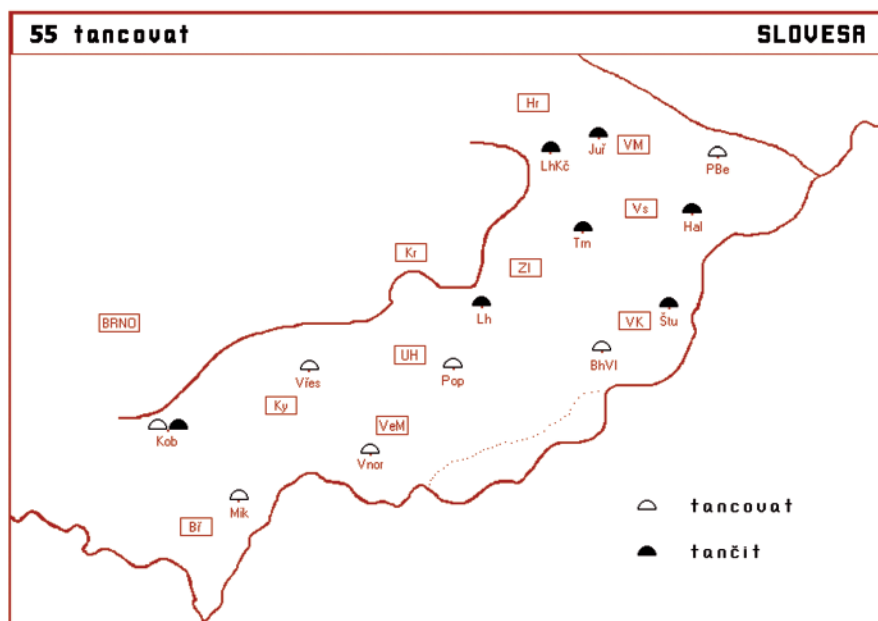 55 tancovat SLOVESA
Hr
Juř VM
LhKč PBe
Vs
Hal
Trn
Kr
Zl
BRNO
Lh
VK Štu
UH
BhVl
Pop
Vřes
Ky
VeM
Kob
Vnor
Mik
Bř
tancovat
tančit